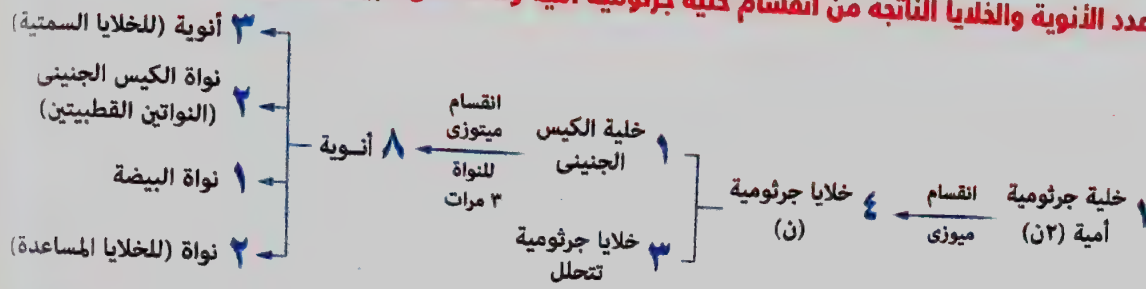 عدد الأنوية والخلايا الناتجه من انقسام خلية جرثومية أمية
١ خلية جرثومية
أمية (٢ن)
انقسام
ميوزى
٤ خلايا جرثومية
(ن)
١ خلية الكيس
الجنينى
٣ خلايا جرثومية
تتحلل
انقسام
ميتوزى
للنواة
٣ مرات
٨ أنـويـة
٣ أنوية (للخلايا السمتية)
٢ نواة الكيس الجنينى
(النواتين القطبيتين)
١ نواة البيضة
٢ نواة (للخلايا المساعدة)